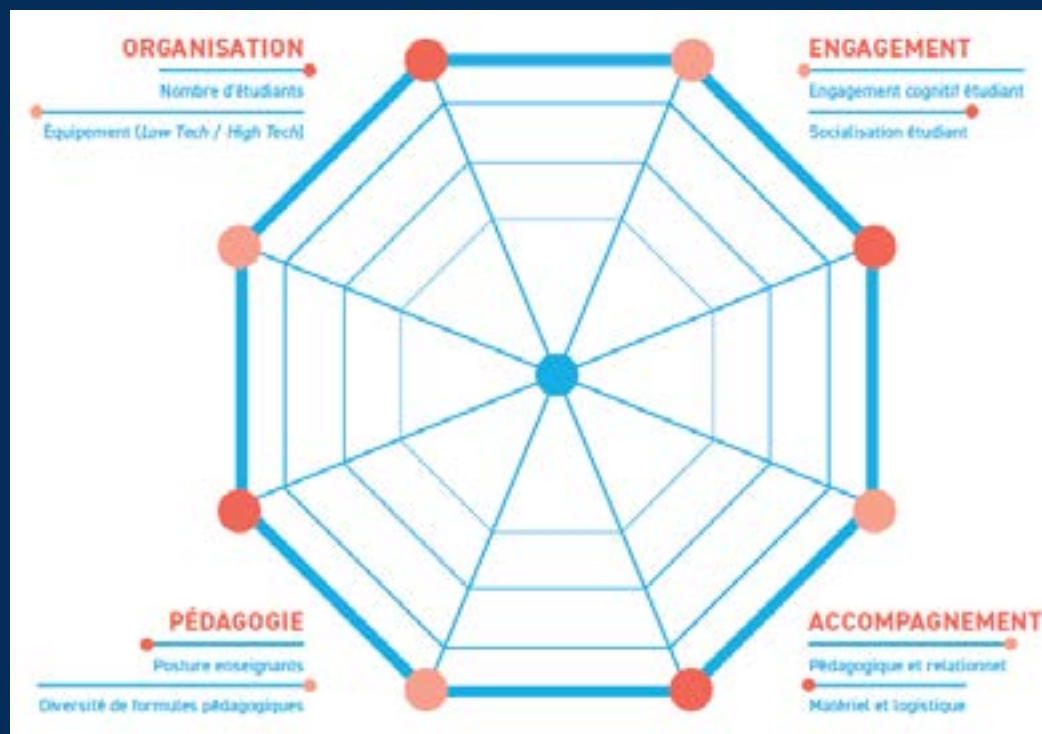 ORGANISATION
Nombre d'étudiants
Équipement (Low Tech / High Tech)
ENGAGEMENT
Engagement cognitif étudiant
Socialisation étudiant
PÉDAGOGIE
Posture enseignants
Diversité de formules pédagogiques
ACCOMPAGNEMENT
Pédagogique et relationnel
Matériel et logistique